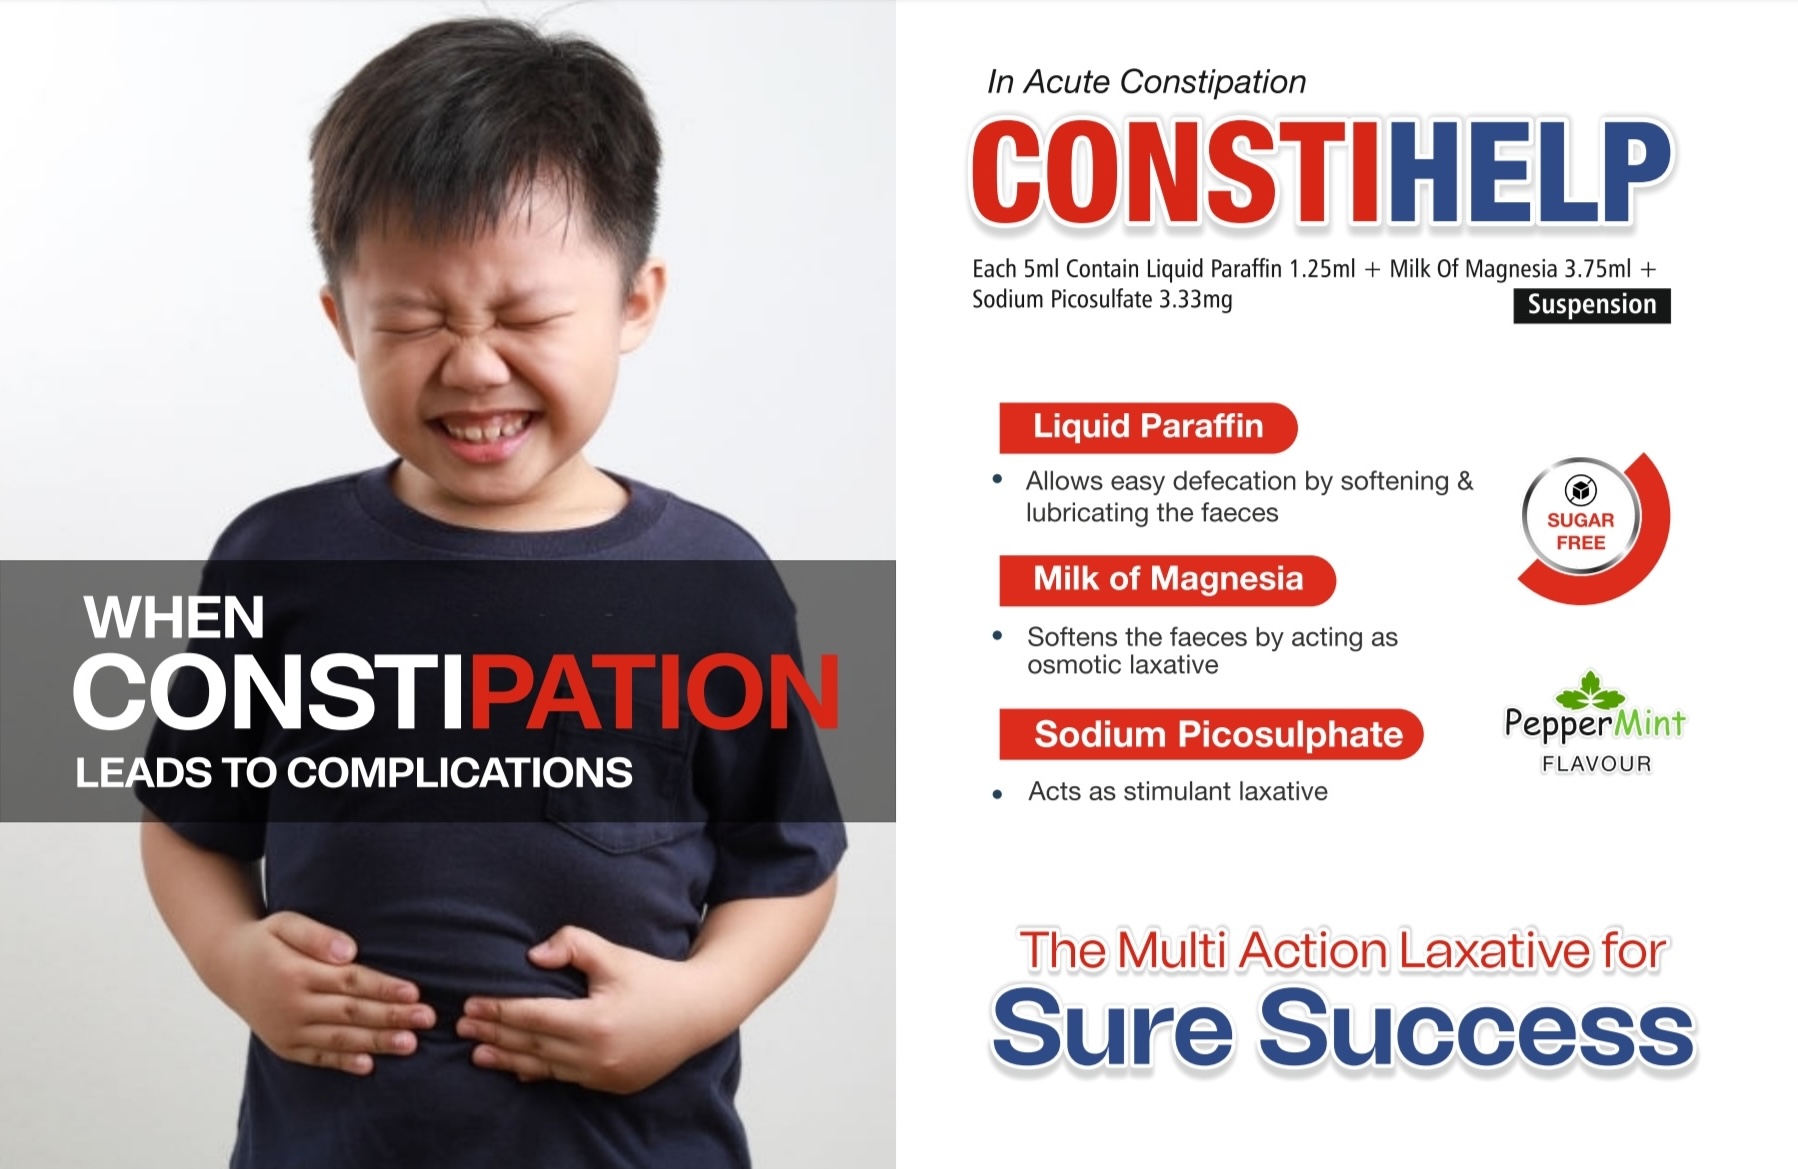 WHEN
CONSTIPATION
LEADS TO COMPLICATIONS
In Acute Constipation
CONSTIHELP
Each 5ml Contain Liquid Paraffin 1.25ml + Milk Of Magnesia 3.75ml +
Sodium Picosulfate 3.33mg
Suspension
Liquid Paraffin
• Allows easy defecation by softening &
lubricating the faeces
SUGAR
FREE
Milk of Magnesia
• Softens the faeces by acting as
osmotic laxative
Sodium Picosulphate
• Acts as stimulant laxative
PepperMint
FLAVOUR
The Multi Action Laxative for
Sure Success